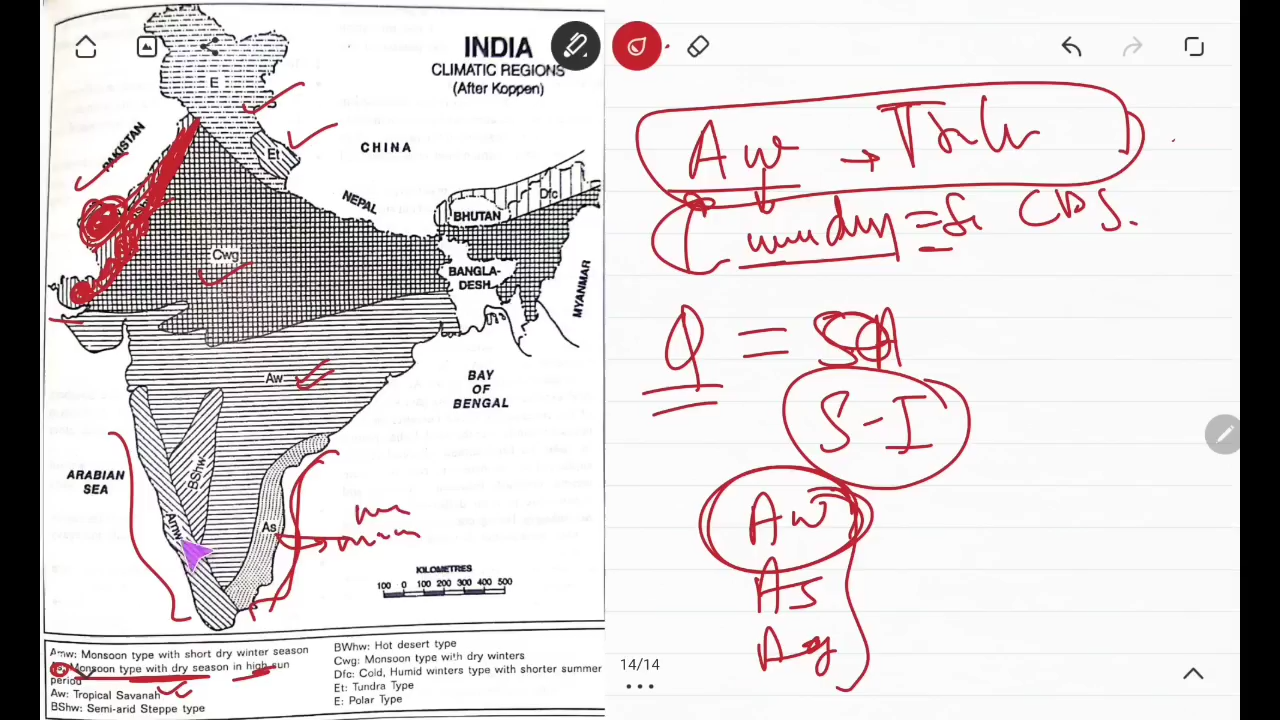 INDIA
CLIMATIC REGIONS
(After Koppen)
E
PAKISTAN
Et
CHINA
NEPAL
BHUTAN
Dfc
Cwg
BANGLA-
DESH
MYANMAR
Aw
BAY
OF
BENGAL
ARABIAN
SEA
BShw
Amw
As
KILOMETRES
100 0 100 200 300 400 500
Amw: Monsoon type with short dry winter season
Monsoon type with dry season in high sun
period
Aw: Tropical Savanah
BShw: Semi-arid Steppe type
BWhw: Hot desert type
Cwg: Monsoon type with dry winters
Dfc: Cold, Humid winters type with shorter summer
Et: Tundra Type
E: Polar Type
Aw →
dry =
Q =
S-I
Aw
As
14/14